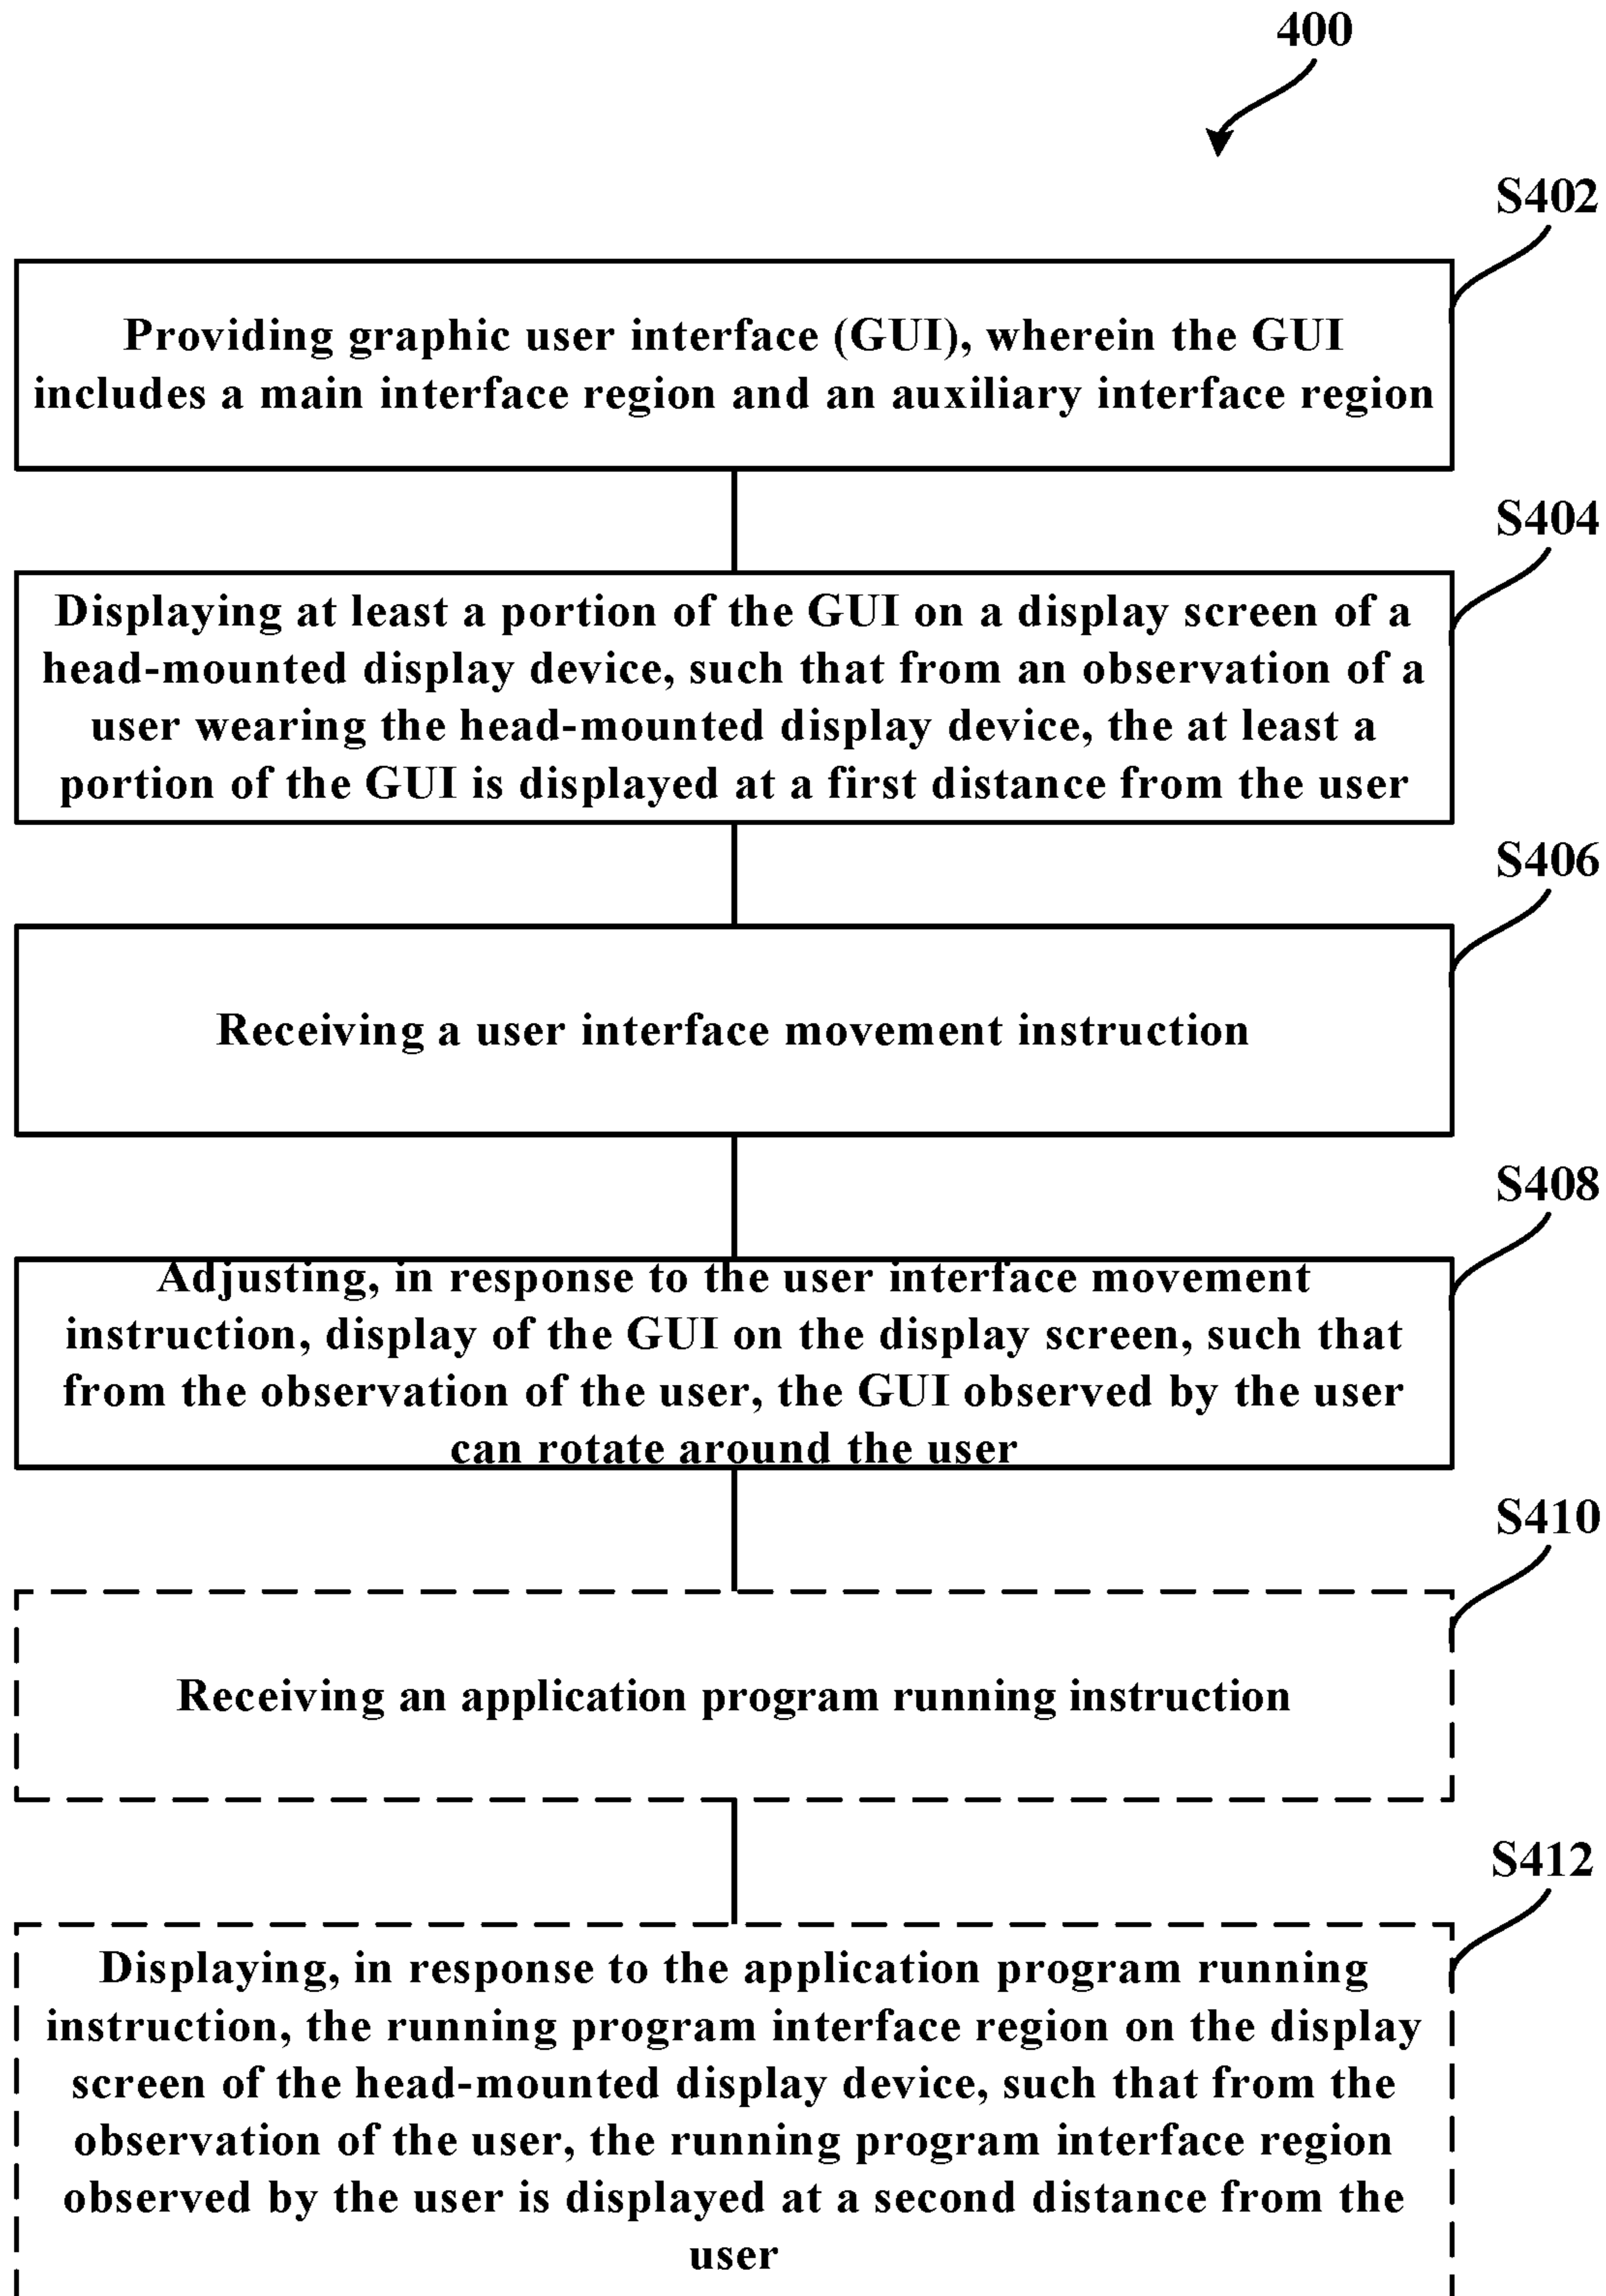 400
S402
Providing graphic user interface (GUI), wherein the GUI
includes a main interface region and an auxiliary interface region
S404
Displaying at least a portion of the GUI on a display screen of a
head-mounted display device, such that from an observation of a
user wearing the head-mounted display device, the at least a
portion of the GUI is displayed at a first distance from the user
S406
Receiving a user interface movement instruction
S408
Adjusting, in response to the user interface movement
instruction, display of the GUI on the display screen, such that
from the observation of the user, the GUI observed by the user
can rotate around the user
S410
Receiving an application program running instruction
S412
Displaying, in response to the application program running
instruction, the running program interface region on the display
screen of the head-mounted display device, such that from the
observation of the user, the running program interface region
observed by the user is displayed at a second distance from the
user